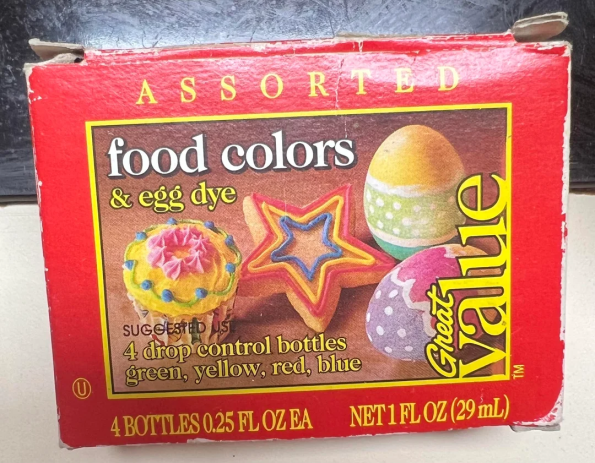 ASSORTED
food colors
& egg dye
Great
Value
SUGGESTED USE
4 drop control bottles
green, yellow, red, blue
TM
U
4 BOTTLES 0.25 FL OZ EA NET 1 FL OZ (29 mL)